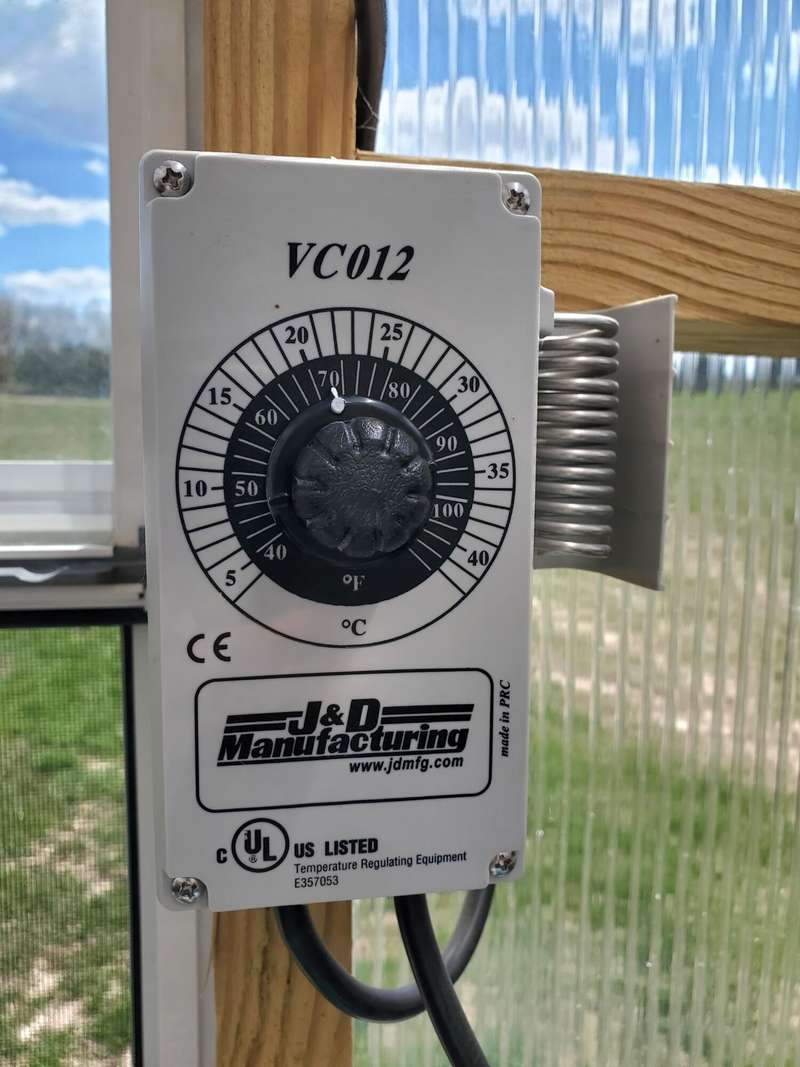 VC012
20 25
15 30
70 80
60 90
10 50 100 35
5 40 40
°F
°C
CE
J&D
Manufacturing
www.jdmfg.com
made in PRC
C UL ® US LISTED
Temperature Regulating Equipment
E357053